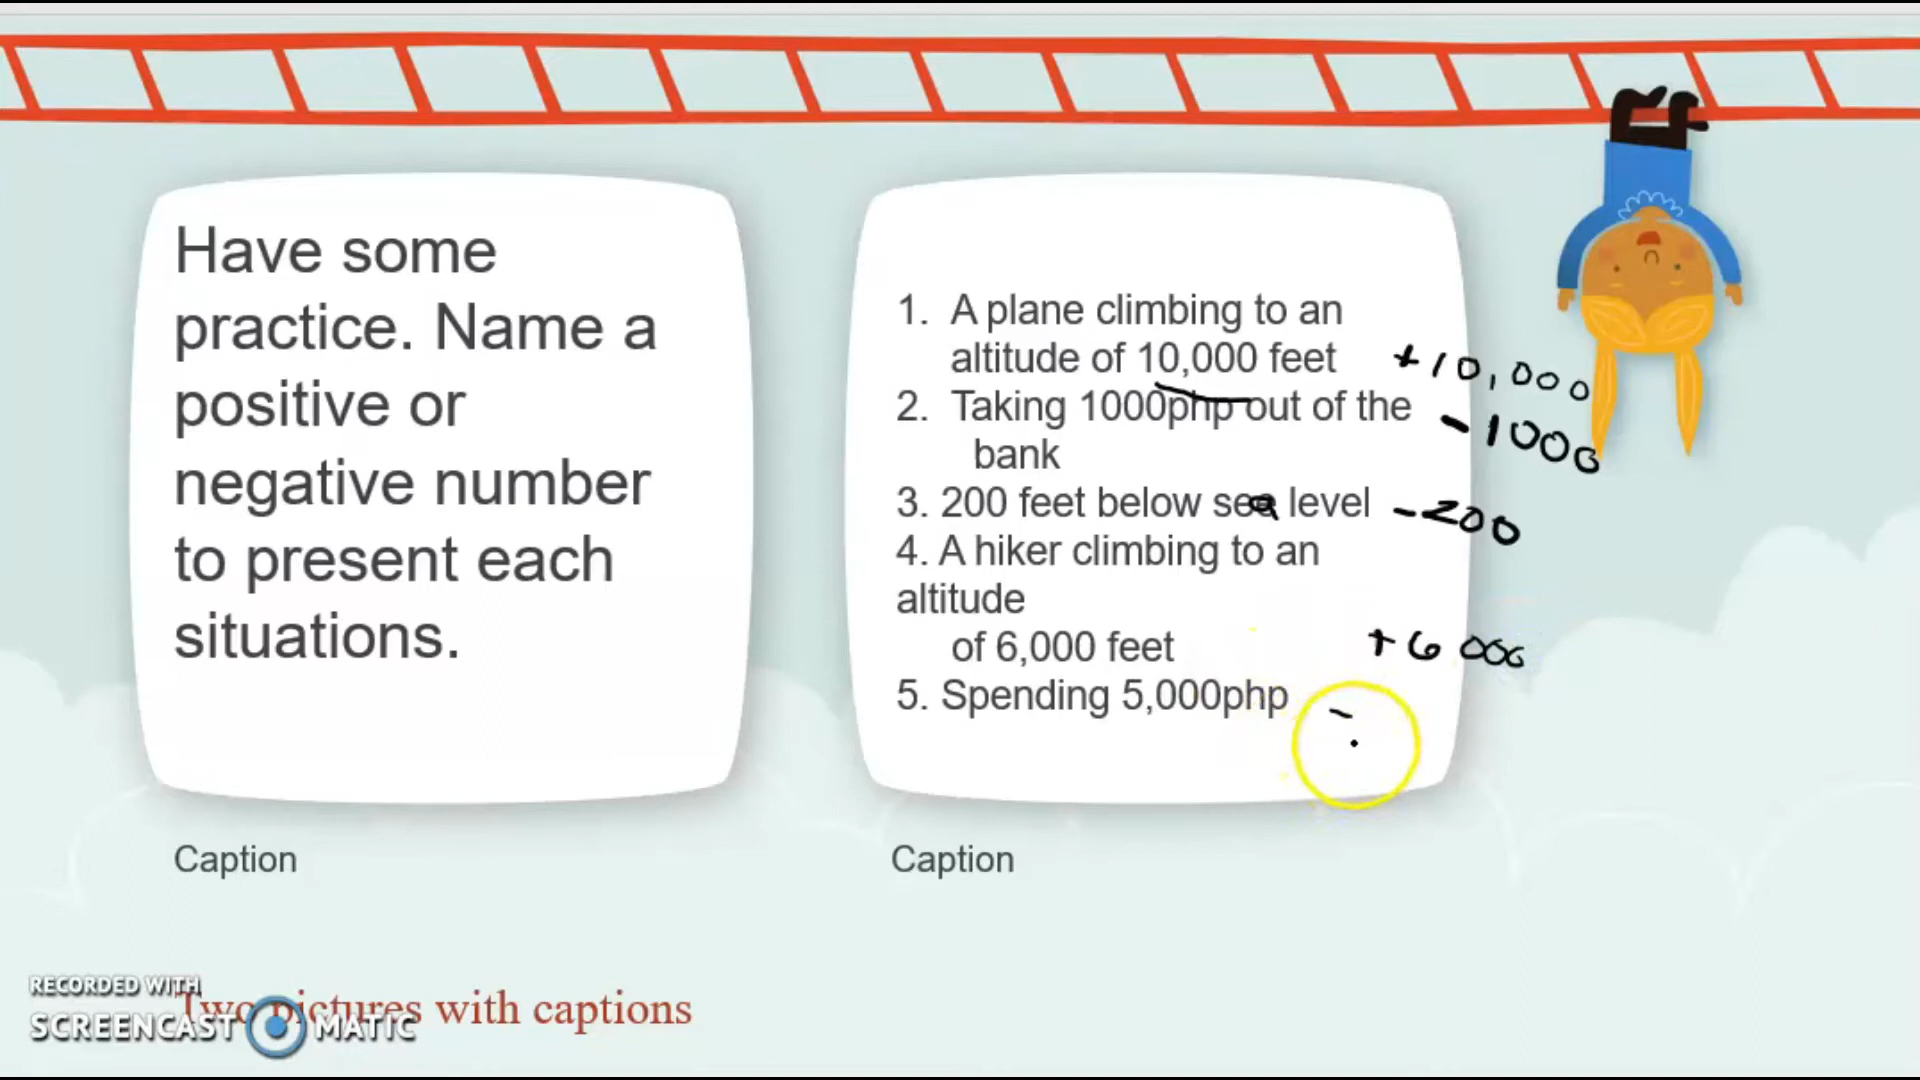 Have some
practice. Name a
positive or
negative number
to present each
situations.
1. A plane climbing to an
altitude of 10,000 feet +10,000
2. Taking 1000php out of the -1000
bank
3. 200 feet below sea level -200
4. A hiker climbing to an
altitude
of 6,000 feet +6 000
5. Spending 5,000php -
Caption
Caption
RECORDED WITH
SCREENCAST MATIC
Two pictures with captions